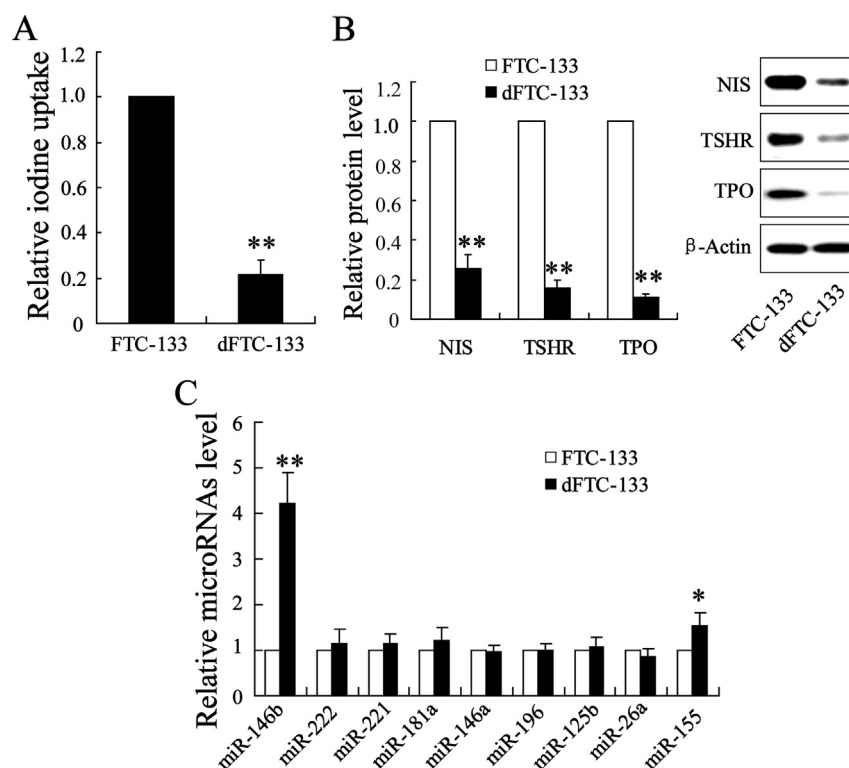 A
Relative iodine uptake
1.2
1.0
0.8
0.6
0.4
0.2
0
**
FTC-133
dFTC-133
B
FTC-133
dFTC-133
Relative protein level
1.2
1.0
0.8
0.6
0.4
0.2
0
**
**
**
NIS
TSHR
TPO
NIS
TSHR
TPO
β-Actin
FTC-133
dFTC-133
C
Relative microRNAs level
6
5
4
3
2
1
0
FTC-133
dFTC-133
**
*
miR-146b
miR-222
miR-221
miR-181a
miR-146a
miR-196
miR-125b
miR-26a
miR-155